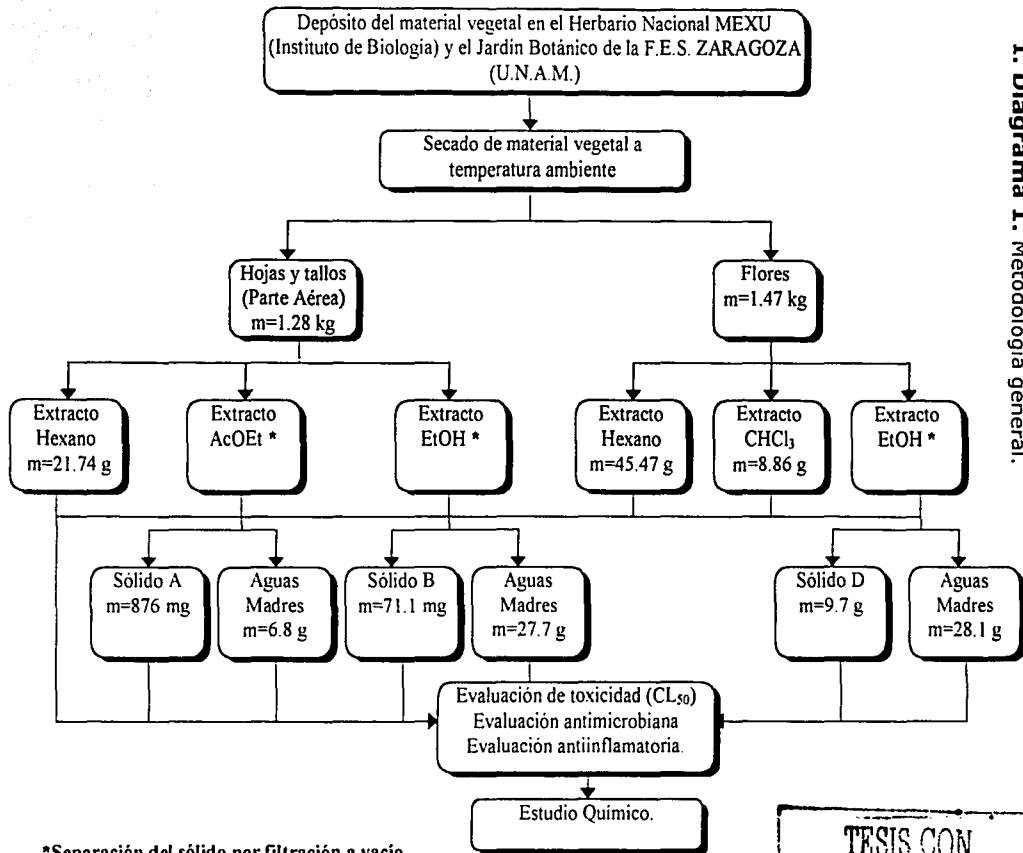 Depósito del material vegetal en el Herbario Nacional MEXU
(Instituto de Biología) y el Jardín Botánico de la F.E.S. ZARAGOZA
(U.N.A.M.)
1. Diagrama 1. Metodología general.
Secado de material vegetal a
temperatura ambiente
Hojas y tallos
(Parte Aérea)
m=1.28 kg
Flores
m=1.47 kg
Extracto
Hexano
m=21.74 g
Extracto
AcOEt *
Extracto
EtOH *
Extracto
Hexano
m=45.47 g
Extracto
CHCl₃
m=8.86 g
Extracto
EtOH *
Sólido A
m=876 mg
Aguas
Madres
m=6.8 g
Sólido B
m=71.1 mg
Aguas
Madres
m=27.7 g
Sólido D
m=9.7 g
Aguas
Madres
m=28.1 g
Evaluación de toxicidad (CL₅₀)
Evaluación antimicrobiana
Evaluación antiinflamatoria.
Estudio Químico.
*Separación del sólido por filtración a vacío
TESIS CON